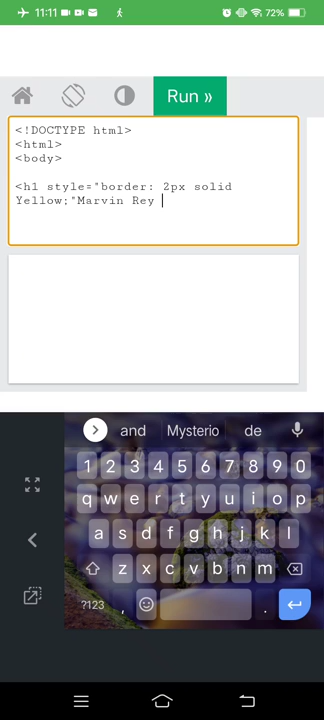 11:11 72%
Run »
<!DOCTYPE html>
<html>
<body>
<h1 style="border: 2px solid
Yellow;"Marvin Rey
and Mysterio de
1 2 3 4 5 6 7 8 9 0
q w e r t y u i o p
a s d f g h j k l
z x c v b n m
?123 , .